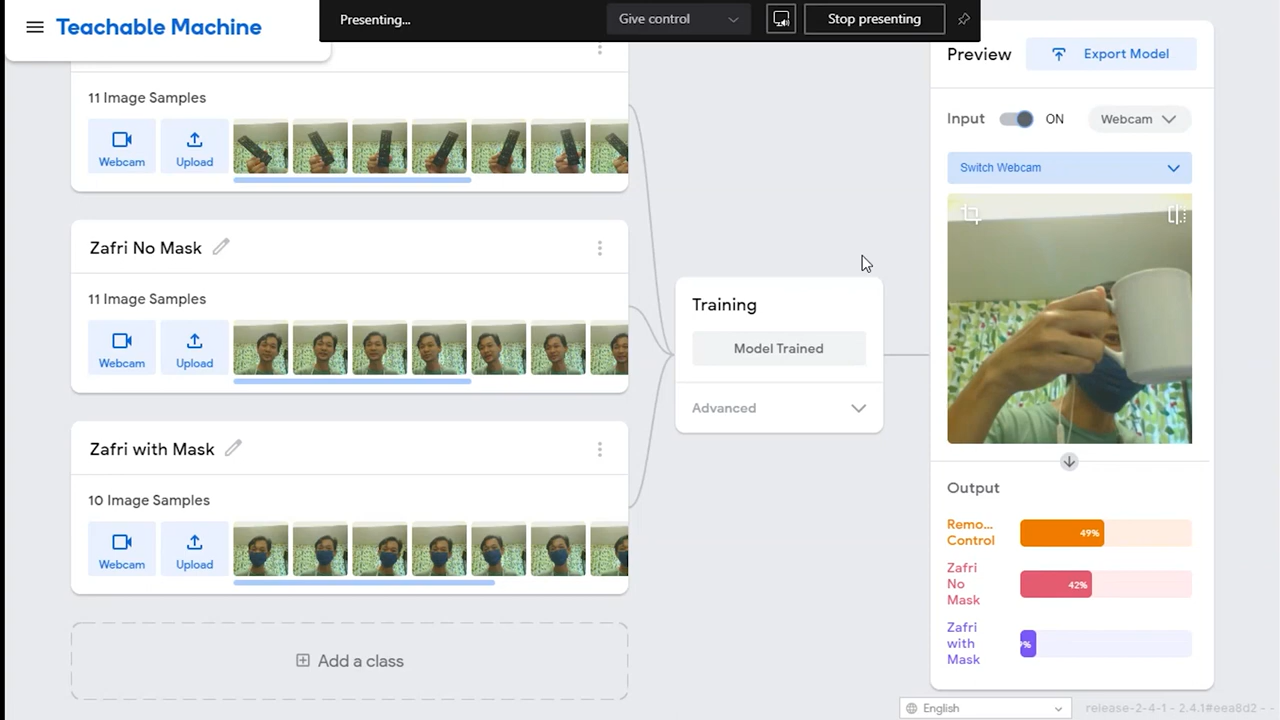 Teachable Machine
Presenting...
Give control
Stop presenting
11 Image Samples
Webcam
Upload
Zafri No Mask
11 Image Samples
Webcam
Upload
Zafri with Mask
10 Image Samples
Webcam
Upload
Add a class
Training
Model Trained
Advanced
Preview
Export Model
Input
ON
Webcam
Switch Webcam
Output
Remo...
Control
49%
Zafri
No
Mask
42%
Zafri
with
Mask
English
release-2-4-1 - 2.4.1#eea8d2 - -